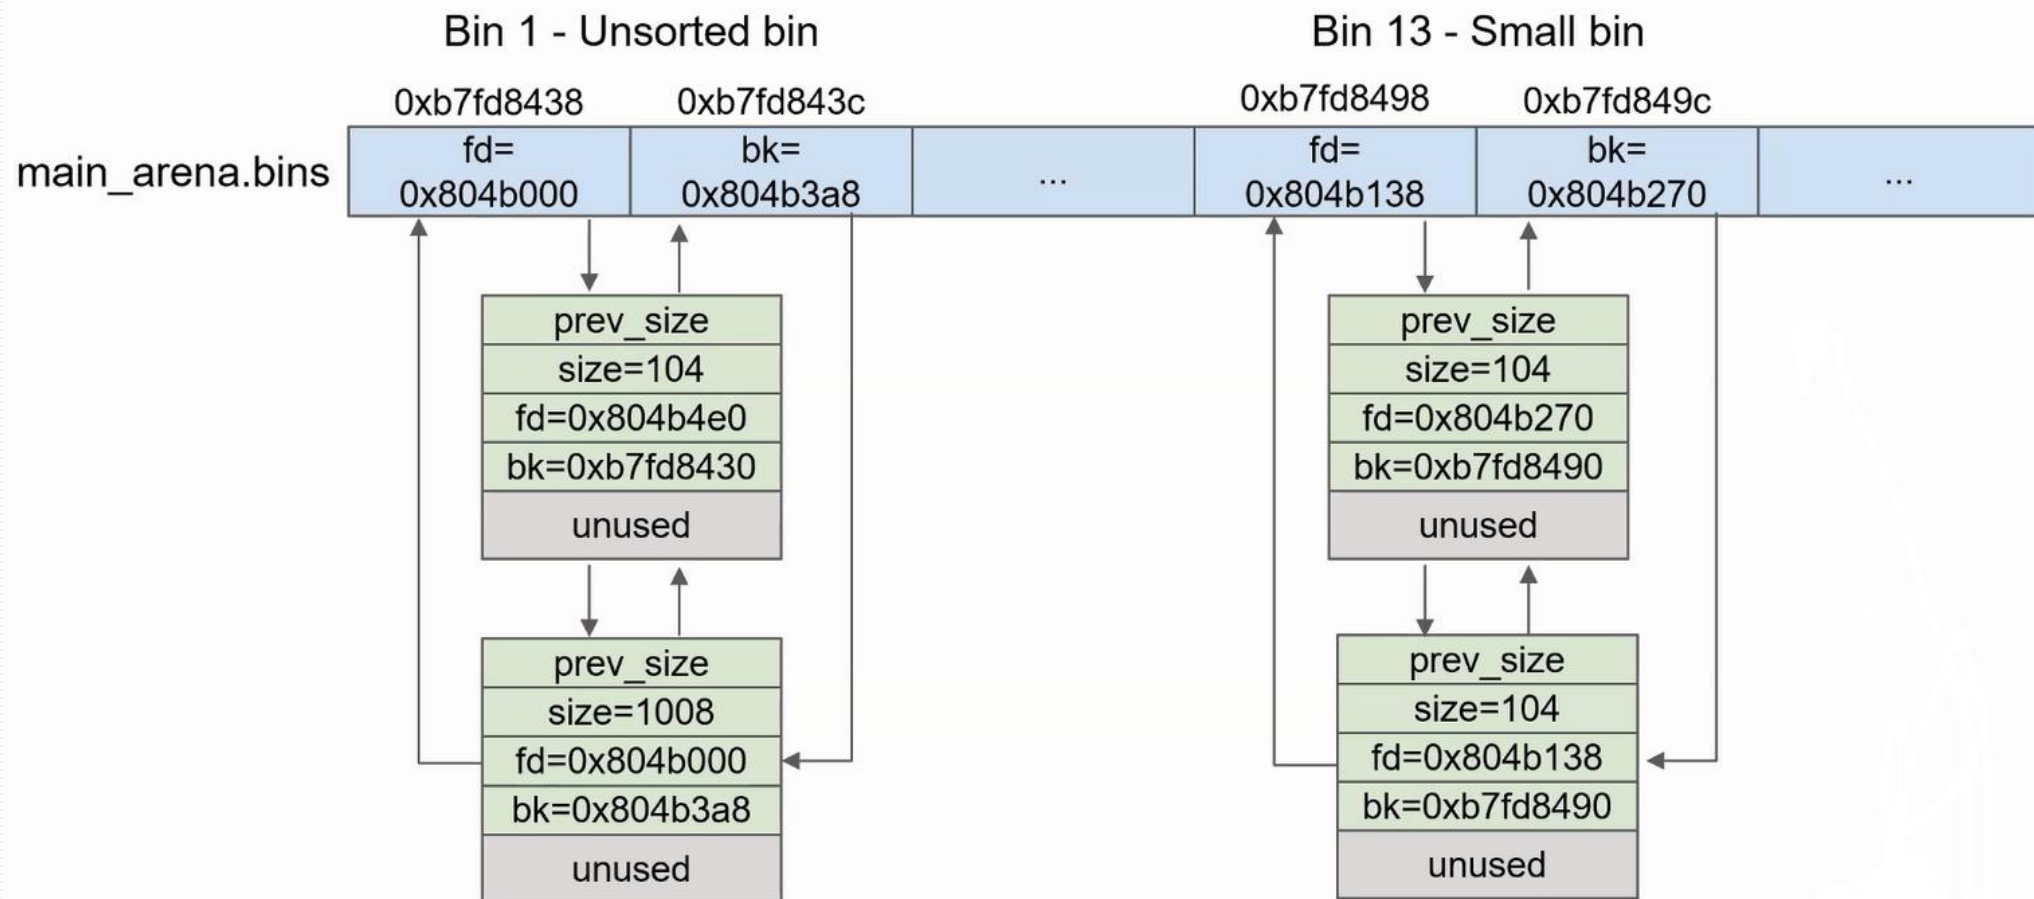 Bin 1 - Unsorted bin
Bin 13 - Small bin
0xb7fd8438
0xb7fd843c
0xb7fd8498
0xb7fd849c
main_arena.bins
fd=
0x804b000
bk=
0x804b3a8
...
fd=
0x804b138
bk=
0x804b270
...
prev_size
size=104
fd=0x804b4e0
bk=0xb7fd8430
unused
prev_size
size=1008
fd=0x804b000
bk=0x804b3a8
unused
prev_size
size=104
fd=0x804b270
bk=0xb7fd8490
unused
prev_size
size=104
fd=0x804b138
bk=0xb7fd8490
unused